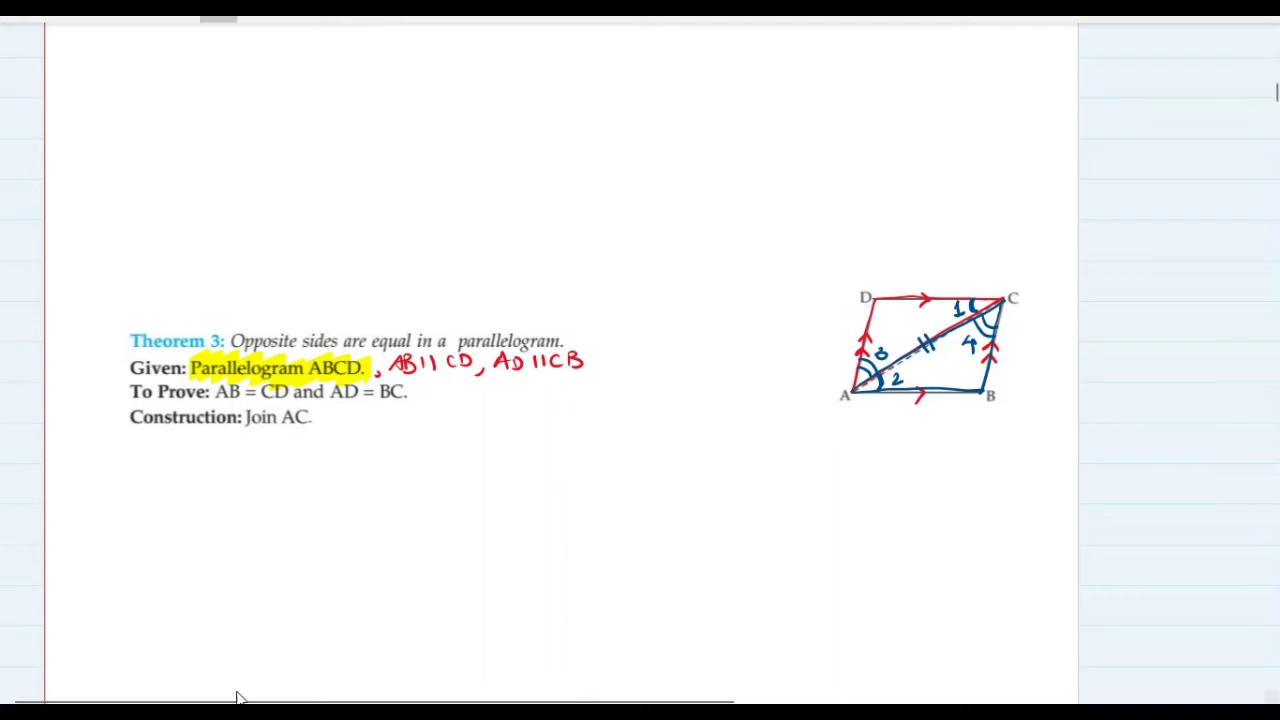 Theorem 3: Opposite sides are equal in a parallelogram.
Given: Parallelogram ABCD. , AB || CD, AD || CB
To Prove: AB = CD and AD = BC.
Construction: Join AC.
D
C
1
4
3
2
A
B